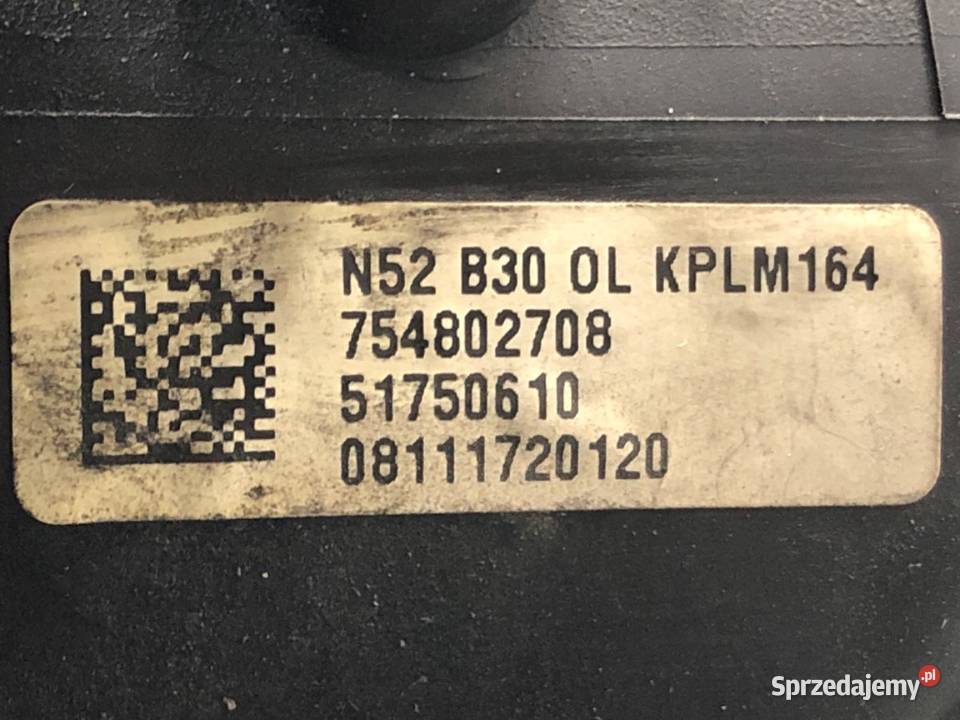 N52 B30 OL KPLM164
754802708
51750610
08111720120
Sprzedajemy.pl